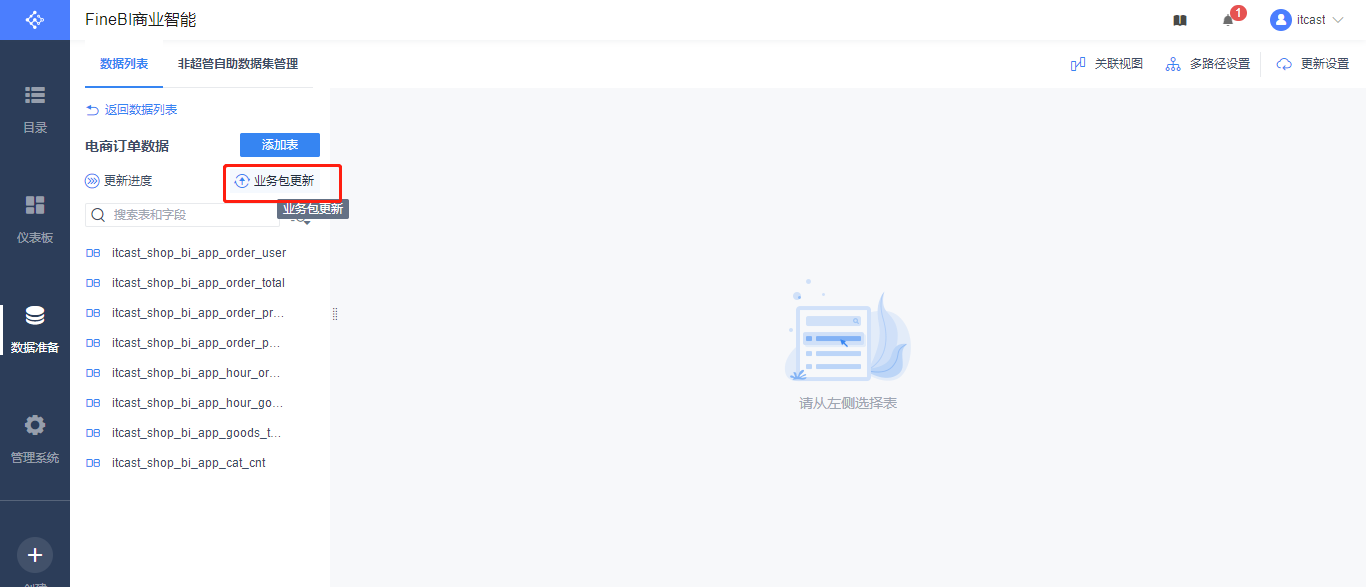 FineBI商业智能
1
itcast
数据列表
非超管自助数据集管理
关联视图
多路径设置
更新设置
目录
仪表板
数据准备
管理系统
返回数据列表
电商订单数据
添加表
更新进度
业务包更新
业务包更新
搜索表和字段
DB itcast_shop_bi_app_order_user
DB itcast_shop_bi_app_order_total
DB itcast_shop_bi_app_order_pr...
DB itcast_shop_bi_app_order_p...
DB itcast_shop_bi_app_hour_or...
DB itcast_shop_bi_app_hour_go...
DB itcast_shop_bi_app_goods_t...
DB itcast_shop_bi_app_cat_cnt
请从左侧选择表